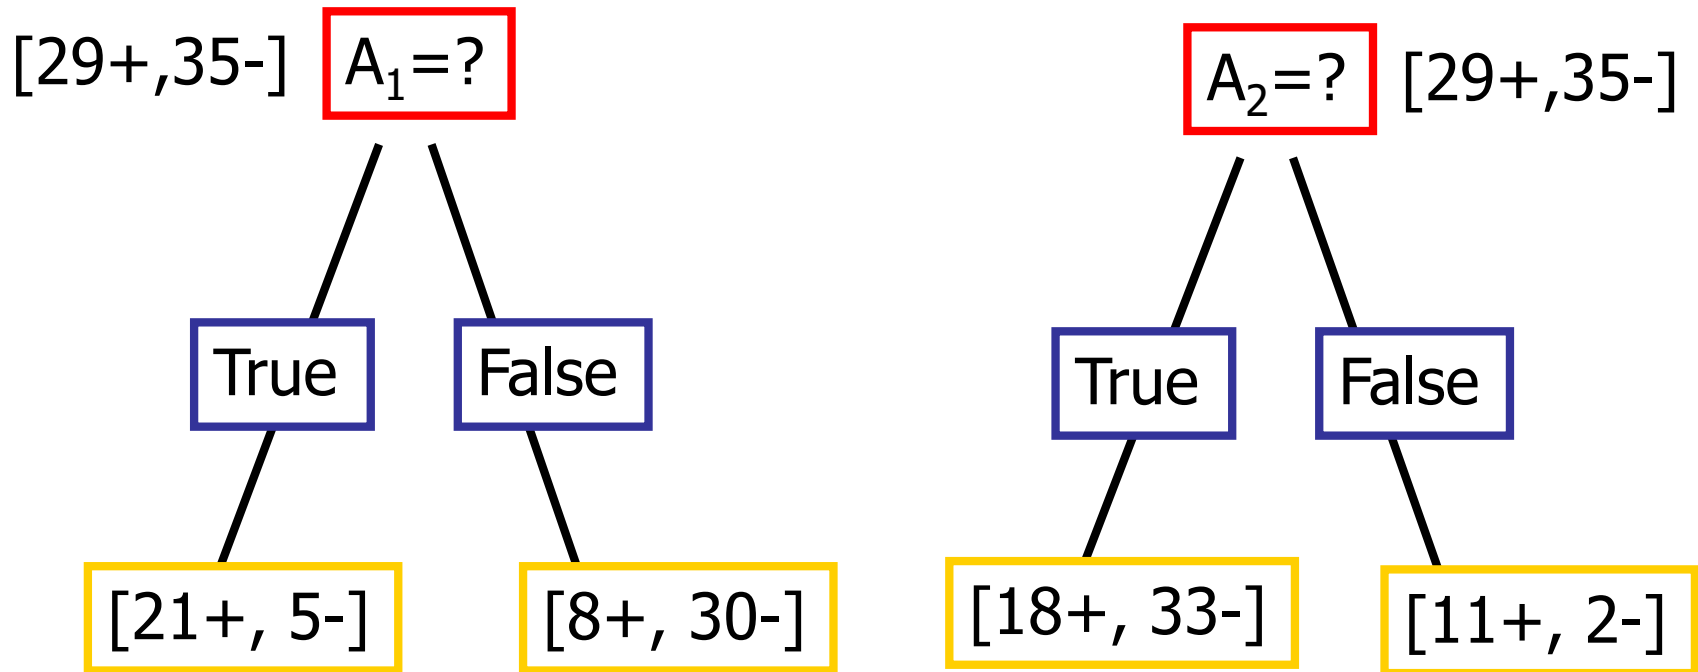 [29+,35-] A₁=?
A₂=? [29+,35-]
True False
True False
[21+, 5-] [8+, 30-]
[18+, 33-] [11+, 2-]